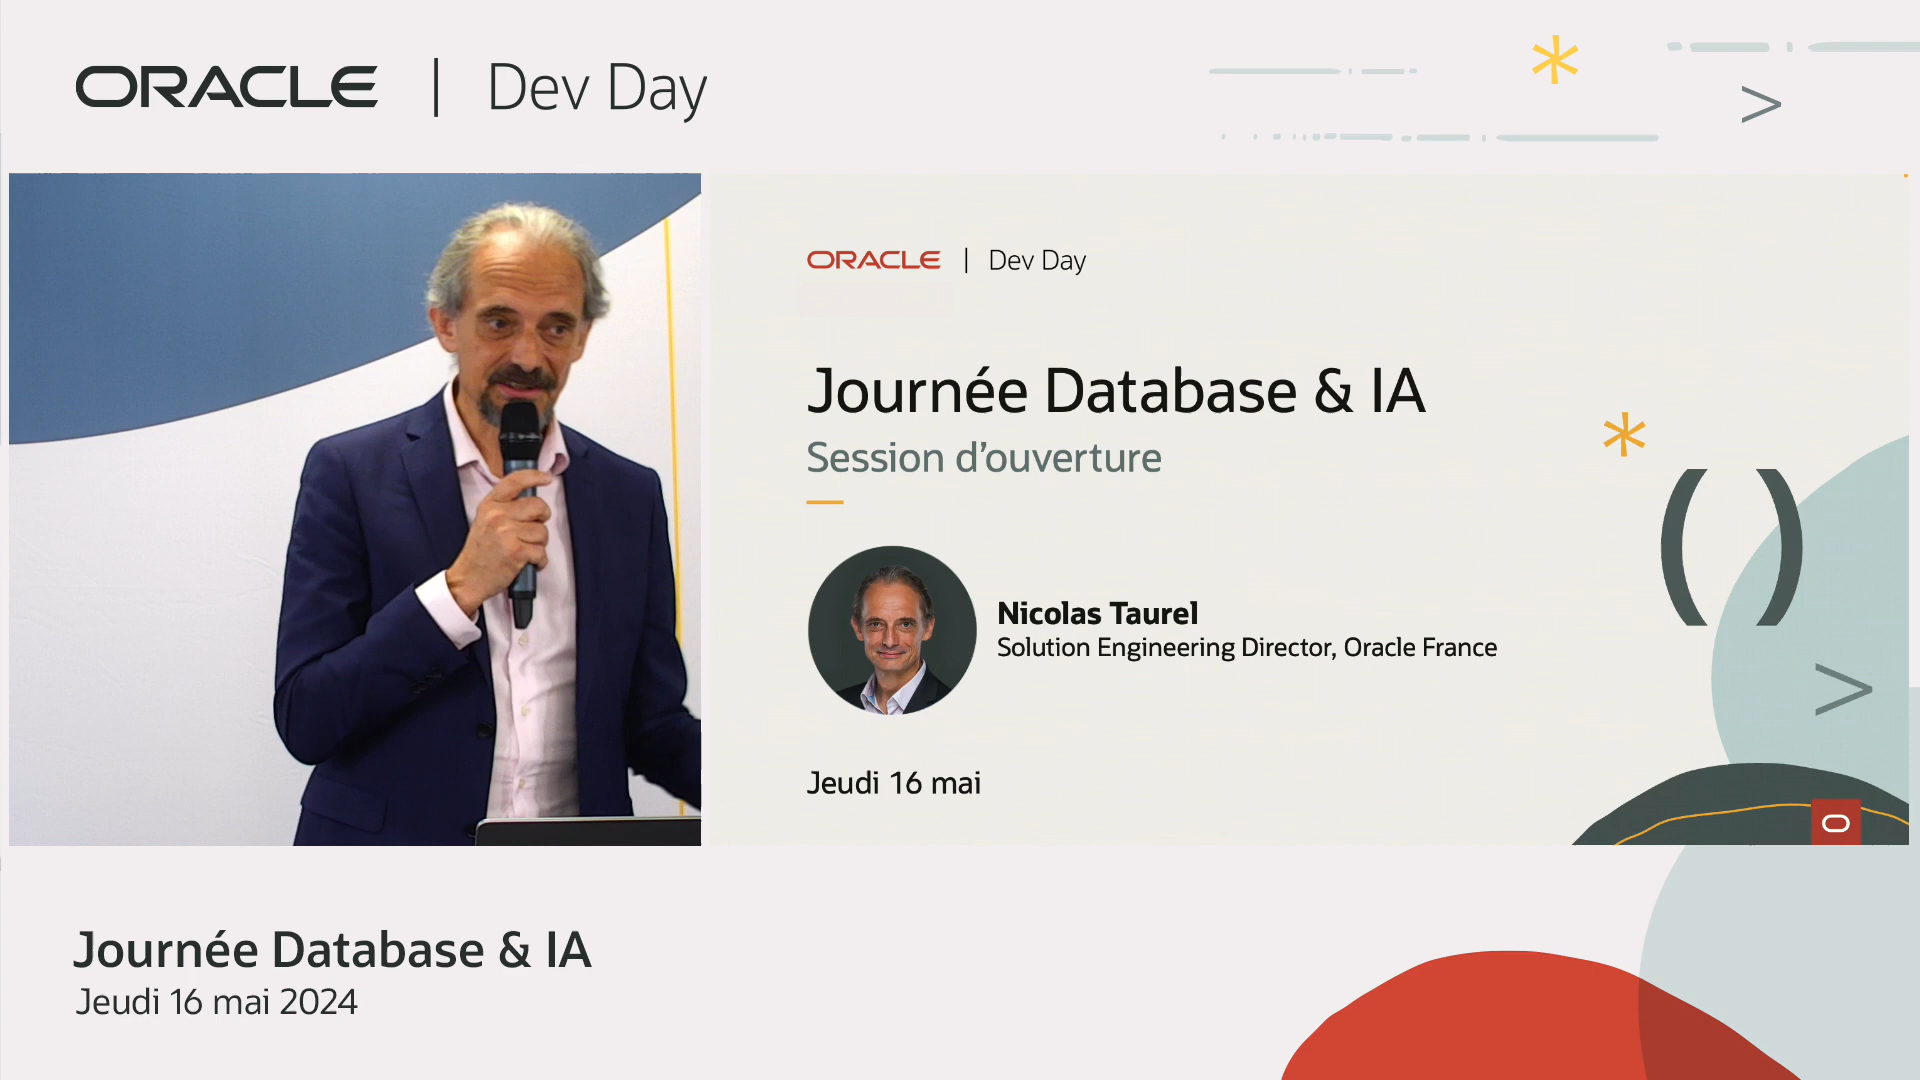 ORACLE | Dev Day
ORACLE | Dev Day
Journée Database & IA
Session d'ouverture
Nicolas Taurel
Solution Engineering Director, Oracle France
Jeudi 16 mai
Journée Database & IA
Jeudi 16 mai 2024